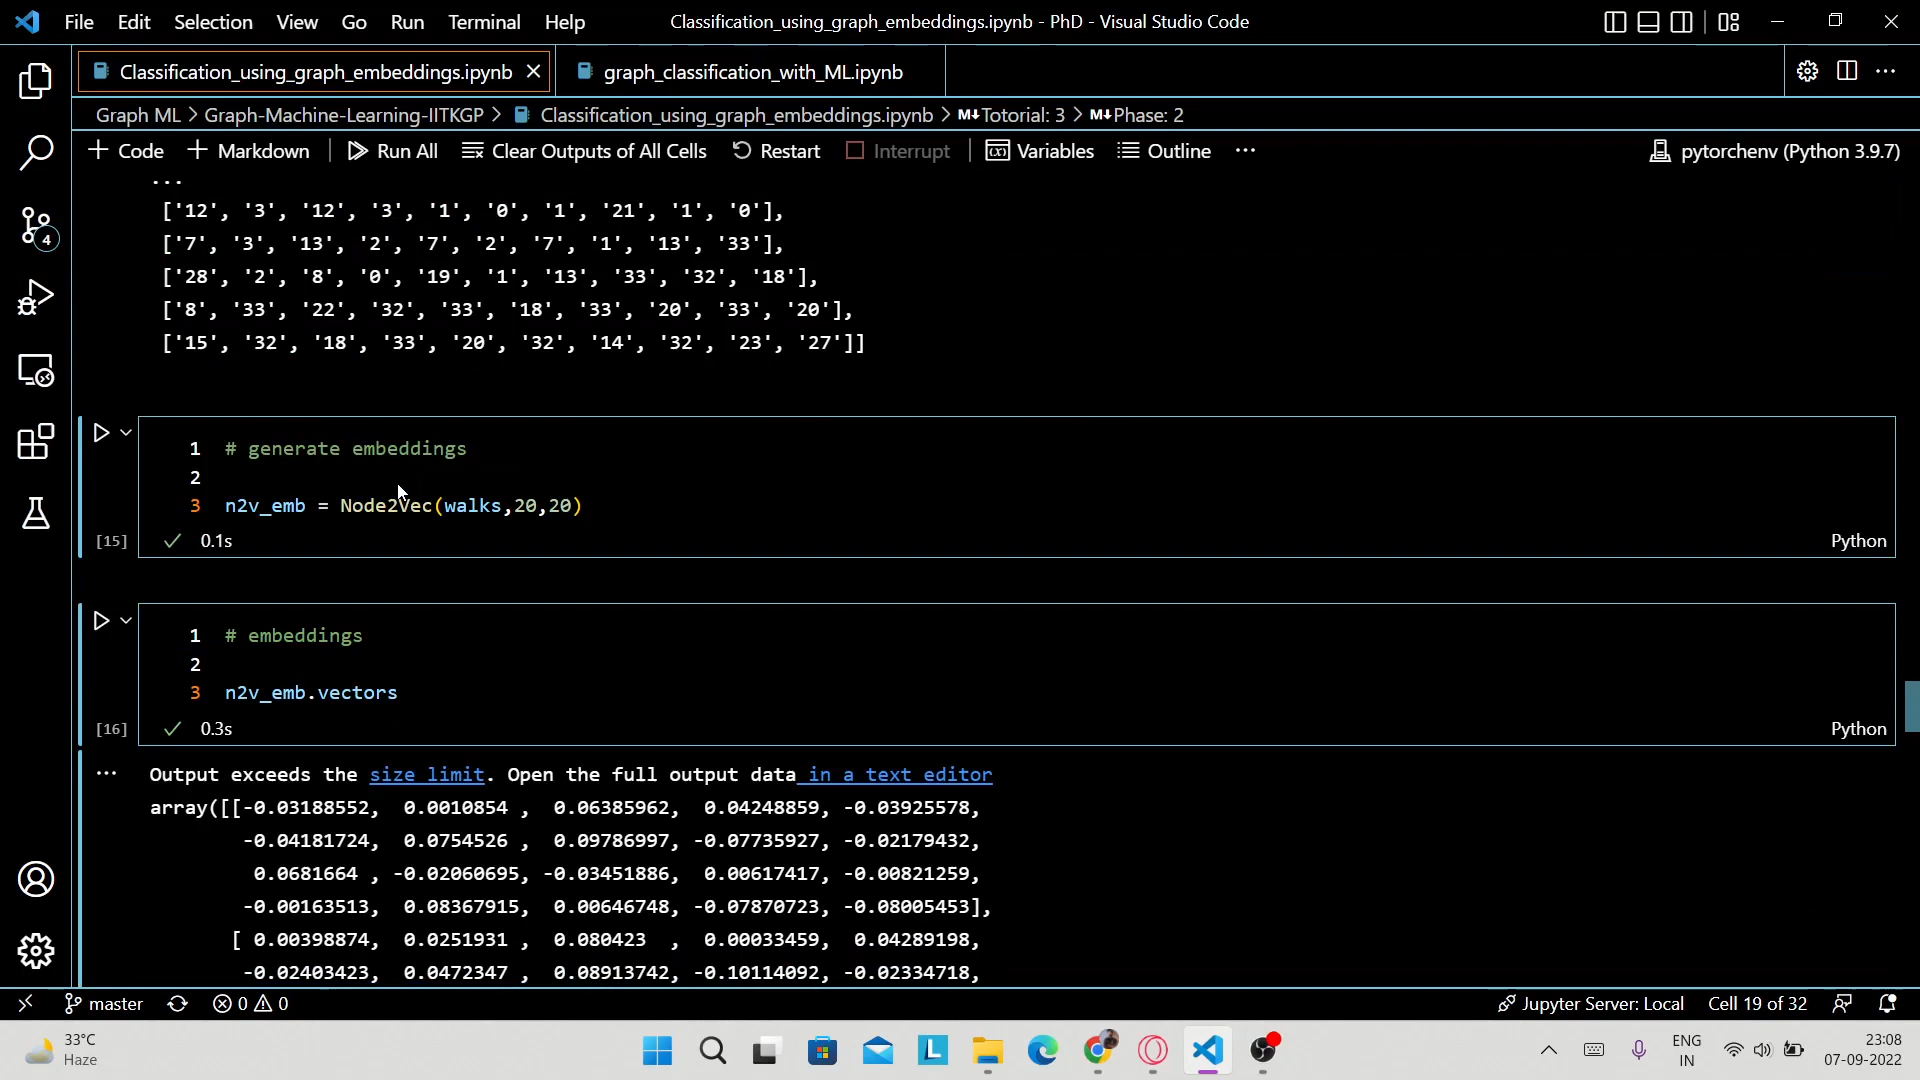 File Edit Selection View Go Run Terminal Help Classification_using_graph_embeddings.ipynb - PhD - Visual Studio Code
Classification_using_graph_embeddings.ipynb graph_classification_with_ML.ipynb
Graph ML > Graph-Machine-Learning-IITKGP > Classification_using_graph_embeddings.ipynb > M↓Tutorial: 3 > M↓Phase: 2
+ Code + Markdown Run All Clear Outputs of All Cells Restart Interrupt Variables Outline ... pytorchenv (Python 3.9.7)
...
['12', '3', '12', '3', '1', '0', '1', '21', '1', '0'],
['7', '3', '13', '2', '7', '2', '7', '1', '13', '33'],
['28', '2', '8', '0', '19', '1', '13', '33', '32', '18'],
['8', '33', '22', '32', '33', '18', '33', '20', '33', '20'],
['15', '32', '18', '33', '20', '32', '14', '32', '23', '27']]
1 # generate embeddings
2
3 n2v_emb = Node2Vec(walks,20,20)
[15] 0.1s Python
1 # embeddings
2
3 n2v_emb.vectors
[16] 0.3s Python
... Output exceeds the size limit. Open the full output data in a text editor
array([[-0.03188552, 0.0010854 , 0.06385962, 0.04248859, -0.03925578,
-0.04181724, 0.0754526 , 0.09786997, -0.07735927, -0.02179432,
0.0681664 , -0.02060695, -0.03451886, 0.00617417, -0.00821259,
-0.00163513, 0.08367915, 0.00646748, -0.07870723, -0.08005453],
[ 0.00398874, 0.0251931 , 0.080423 , 0.00033459, 0.04289198,
-0.02403423, 0.0472347 , 0.08913742, -0.10114092, -0.02334718,
4
master 0 0 Jupyter Server: Local Cell 19 of 32
33°C
Haze
L
ENG
IN
23:08
07-09-2022